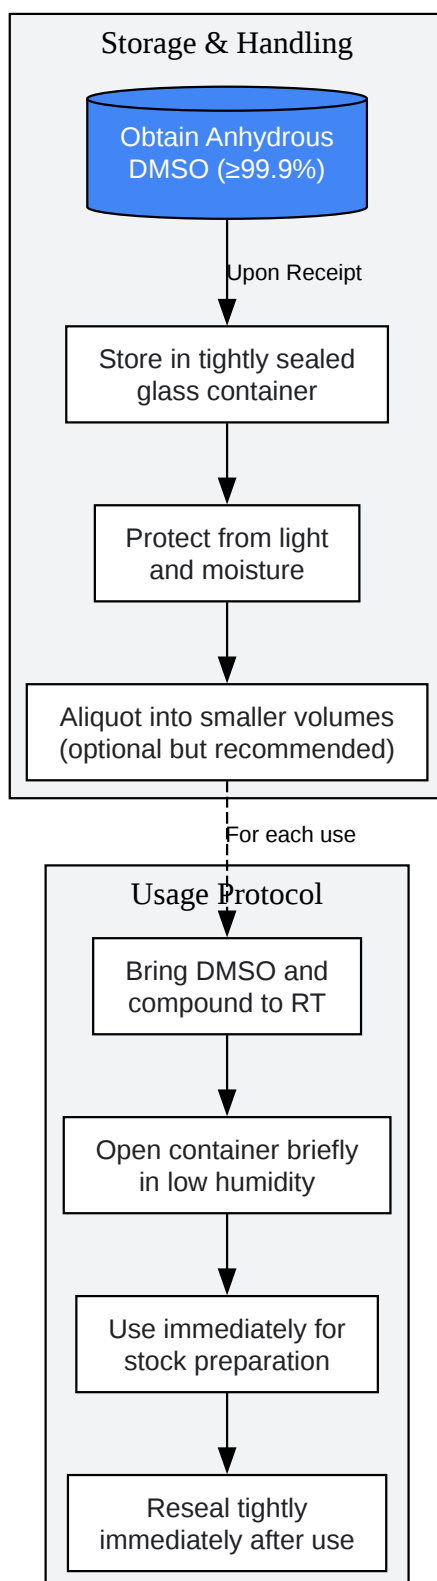 Storage & Handling
Obtain Anhydrous
DMSO (≥99.9%)
Upon Receipt
Store in tightly sealed
glass container
Protect from light
and moisture
Aliquot into smaller volumes
(optional but recommended)
For each use
Usage Protocol
Bring DMSO and
compound to RT
Open container briefly
in low humidity
Use immediately for
stock preparation
Reseal tightly
immediately after use